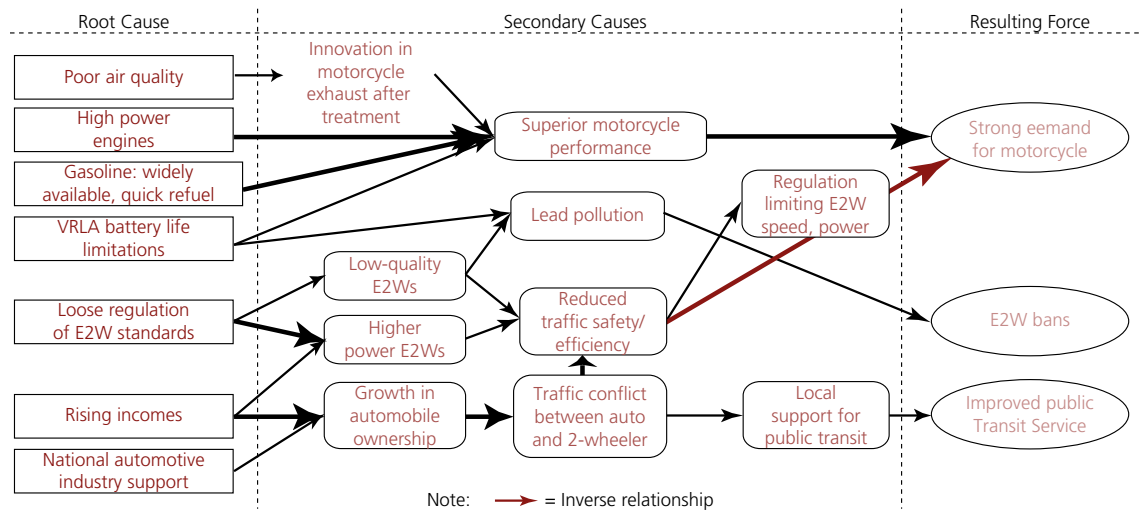 Root Cause
Secondary Causes
Resulting Force
Poor air quality
High power
engines
Gasoline: widely
available, quick refuel
VRLA battery life
limitations
Loose regulation
of E2W standards
Rising incomes
National automotive
industry support
Innovation in
motorcycle
exhaust after
treatment
Low-quality
E2Ws
Higher
power E2Ws
Growth in
automobile
ownership
Superior motorcycle
performance
Lead pollution
Reduced
traffic safety/
efficiency
Traffic conflict
between auto
and 2-wheeler
Regulation
limiting E2W
speed, power
Local
support for
public transit
Strong eemand
for motorcycle
E2W bans
Improved public
Transit Service
Note: = Inverse relationship